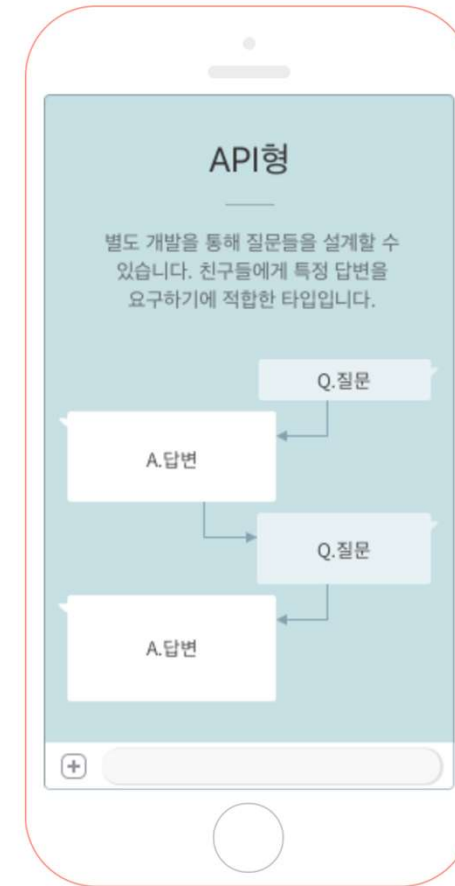 API형
별도 개발을 통해 질문들을 설계할 수
있습니다. 친구들에게 특정 답변을
요구하기에 적합한 타입입니다.
Q.질문
A.답변
Q.질문
A.답변